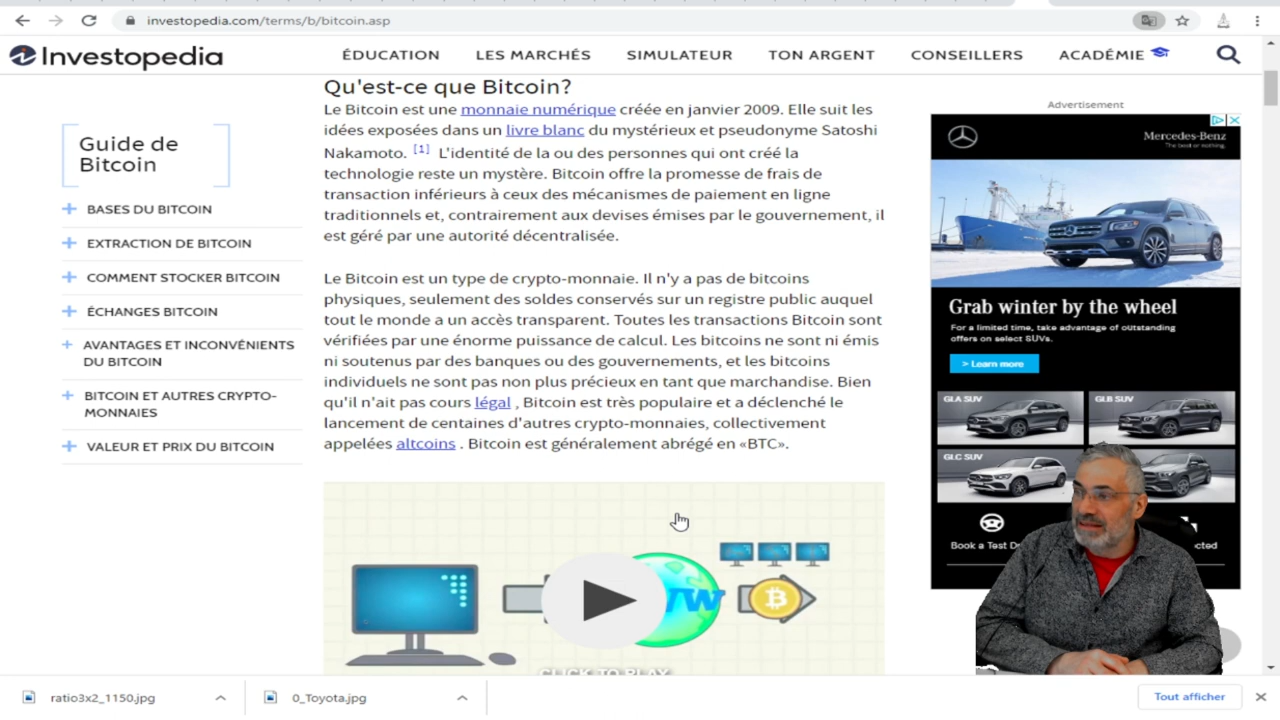 investopedia.com/terms/b/bitcoin.asp
Investopedia
ÉDUCATION
LES MARCHÉS
SIMULATEUR
TON ARGENT
CONSEILLERS
ACADÉMIE
Guide de
Bitcoin
BASES DU BITCOIN
EXTRACTION DE BITCOIN
COMMENT STOCKER BITCOIN
ÉCHANGES BITCOIN
AVANTAGES ET INCONVÉNIENTS
DU BITCOIN
BITCOIN ET AUTRES CRYPTO-
MONNAIES
VALEUR ET PRIX DU BITCOIN
Qu'est-ce que Bitcoin?
Le Bitcoin est une monnaie numérique créée en janvier 2009. Elle suit les
idées exposées dans un livre blanc du mystérieux et pseudonyme Satoshi
Nakamoto. [1] L'identité de la ou des personnes qui ont créé la
technologie reste un mystère. Bitcoin offre la promesse de frais de
transaction inférieurs à ceux des mécanismes de paiement en ligne
traditionnels et, contrairement aux devises émises par le gouvernement, il
est géré par une autorité décentralisée.
Le Bitcoin est un type de crypto-monnaie. Il n'y a pas de bitcoins
physiques, seulement des soldes conservés sur un registre public auquel
tout le monde a un accès transparent. Toutes les transactions Bitcoin sont
vérifiées par une énorme puissance de calcul. Les bitcoins ne sont ni émis
ni soutenus par des banques ou des gouvernements, et les bitcoins
individuels ne sont pas non plus précieux en tant que marchandise. Bien
qu'il n'ait pas cours légal , Bitcoin est très populaire et a déclenché le
lancement de centaines d'autres crypto-monnaies, collectivement
appelées altcoins . Bitcoin est généralement abrégé en «BTC».
CLICK TO PLAY
Advertisement
Mercedes-Benz
The best or nothing.
Grab winter by the wheel
For a limited time, take advantage of outstanding
offers on select SUVs.
> Learn more
GLA SUV
GLB SUV
GLC SUV
Book a Test
cted
ratio3x2_1150.jpg
0_Toyota.jpg
Tout afficher